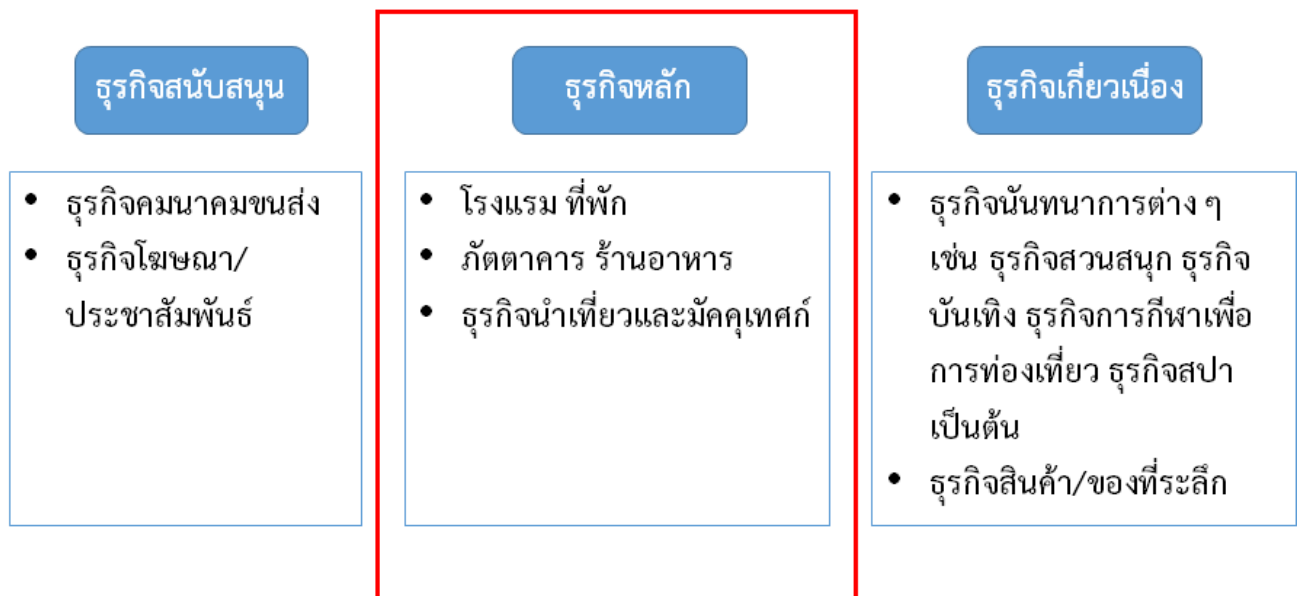 ธุรกิจสนับสนุน
• ธุรกิจคมนาคมขนส่ง
• ธุรกิจโฆษณา/
ประชาสัมพันธ์
ธุรกิจหลัก
• โรงแรม ที่พัก
• ภัตตาคาร ร้านอาหาร
• ธุรกิจนำเที่ยวและมัคคุเทศก์
ธุรกิจเกี่ยวเนื่อง
• ธุรกิจนันทนาการต่าง ๆ
เช่น ธุรกิจสวนสนุก ธุรกิจ
บันเทิง ธุรกิจการกีฬาเพื่อ
การท่องเที่ยว ธุรกิจสปา
เป็นต้น
• ธุรกิจสินค้า/ของที่ระลึก